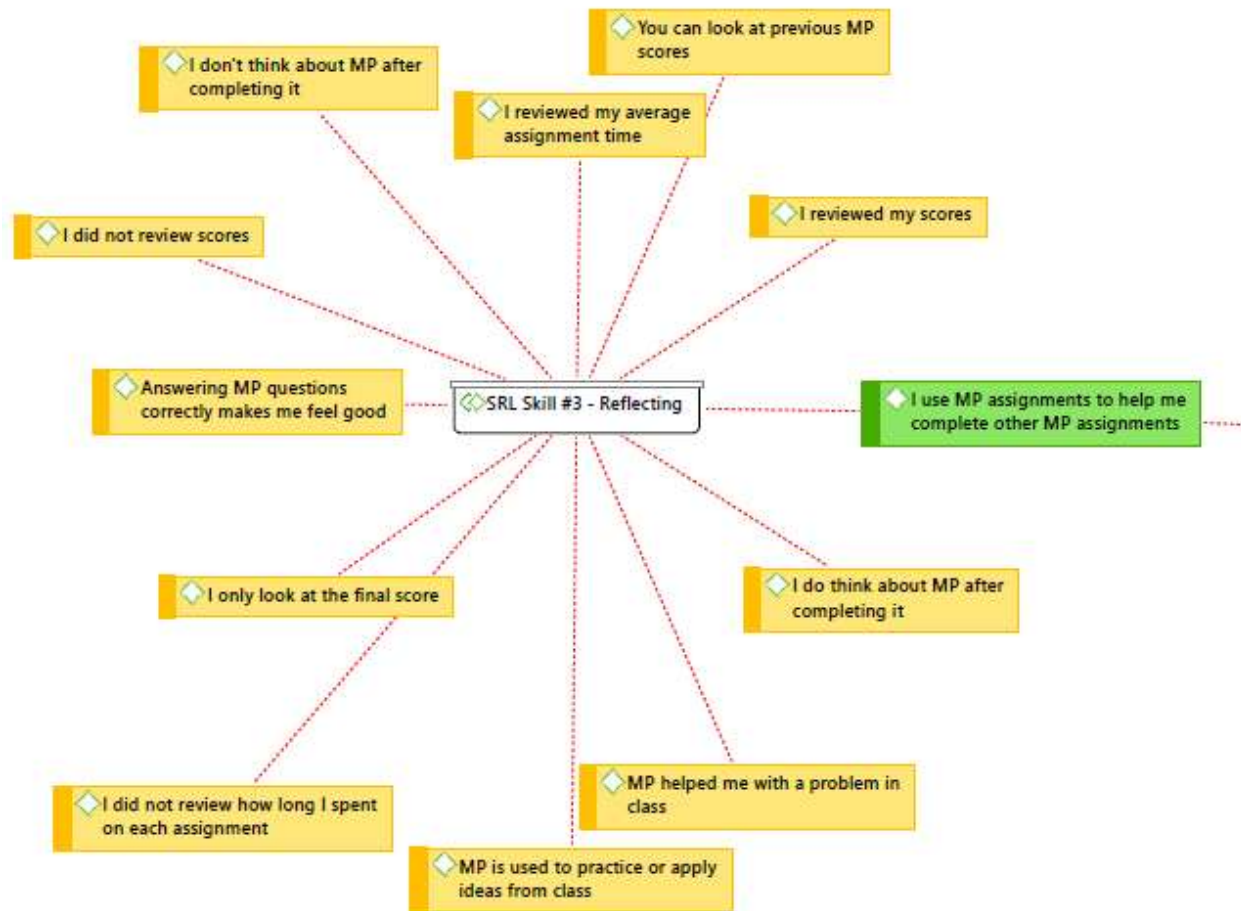 You can look at previous MP
scores
I don't think about MP after
completing it
I reviewed my average
assignment time
I reviewed my scores
I did not review scores
Answering MP questions
correctly makes me feel good
SRL Skill #3 - Reflecting
I use MP assignments to help me
complete other MP assignments
I only look at the final score
I do think about MP after
completing it
MP helped me with a problem in
class
I did not review how long I spent
on each assignment
MP is used to practice or apply
ideas from class